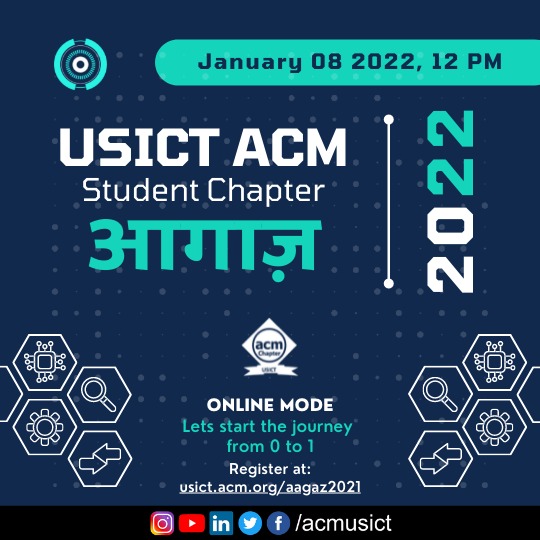 January 08 2022, 12 PM
USICT ACM
Student Chapter
आगाज़
2022
acm
Chapter
USICT
ONLINE MODE
Lets start the journey
from 0 to 1
Register at:
usict.acm.org/aagaz2021
/acmusict